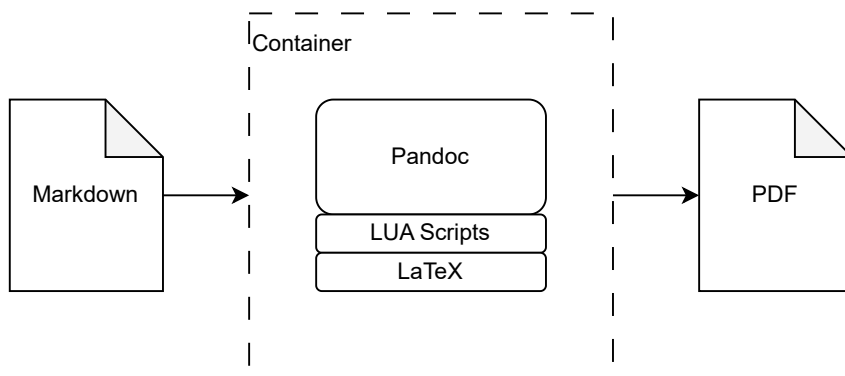 Container
Markdown
Pandoc
LUA Scripts
LaTeX
PDF